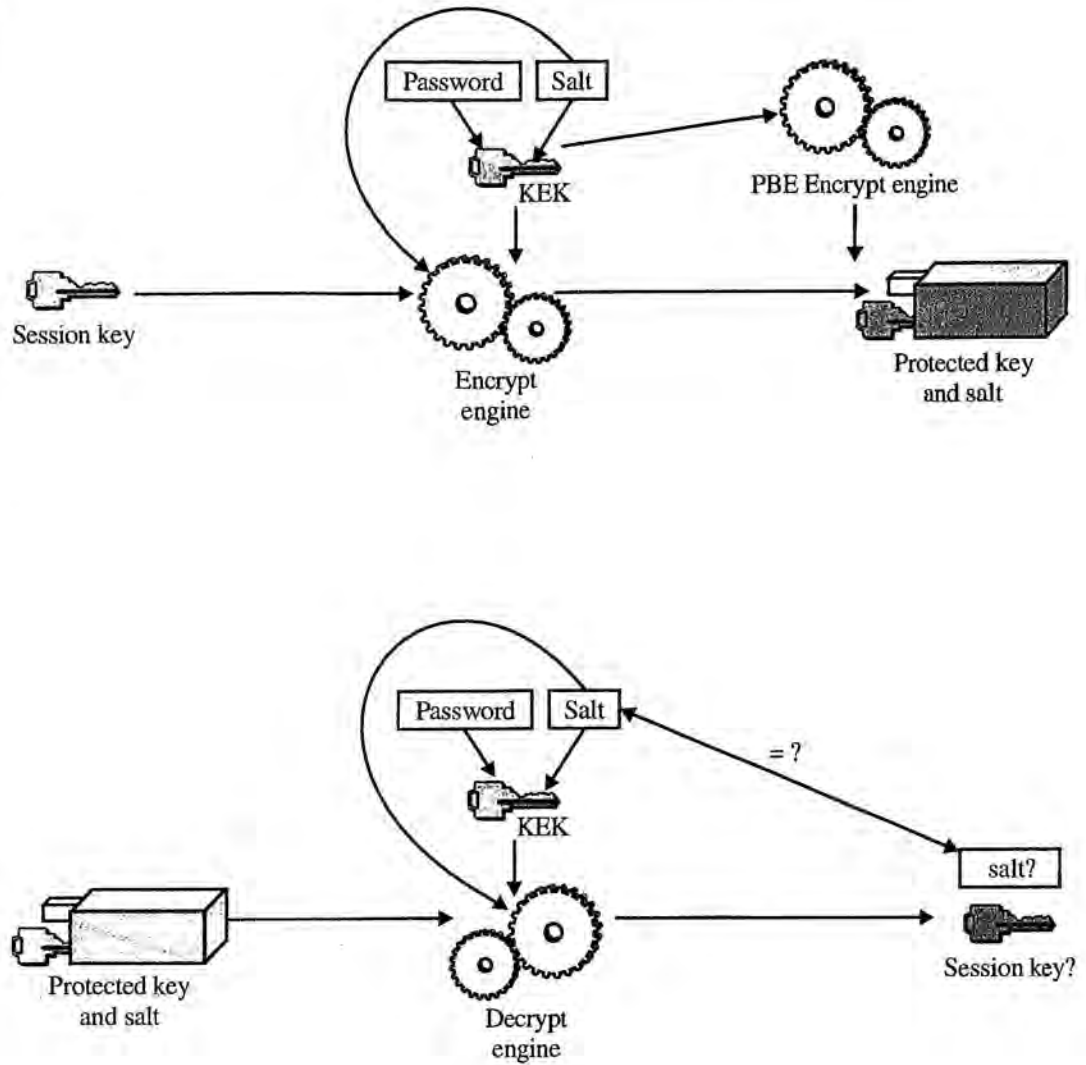 Password
Salt
KEK
PBE Encrypt engine
Session key
Encrypt
engine
Protected key
and salt
Password
Salt
= ?
KEK
salt?
Protected key
and salt
Decrypt
engine
Session key?